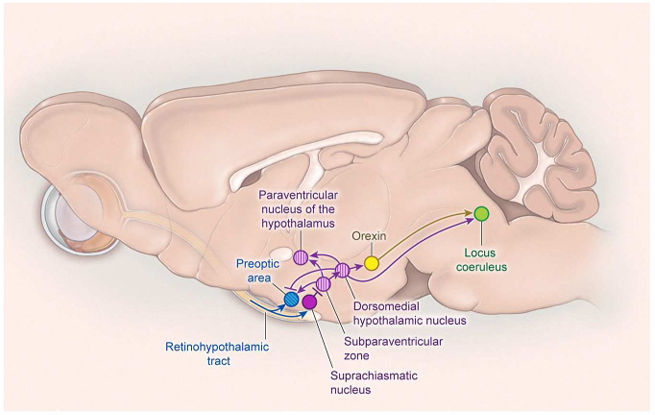 Paraventricular
nucleus of the
hypothalamus
Orexin
Preoptic
area
Locus
coeruleus
Dorsomedial
hypothalamic nucleus
Retinohypothalamic
tract
Subparaventricular
zone
Suprachiasmatic
nucleus